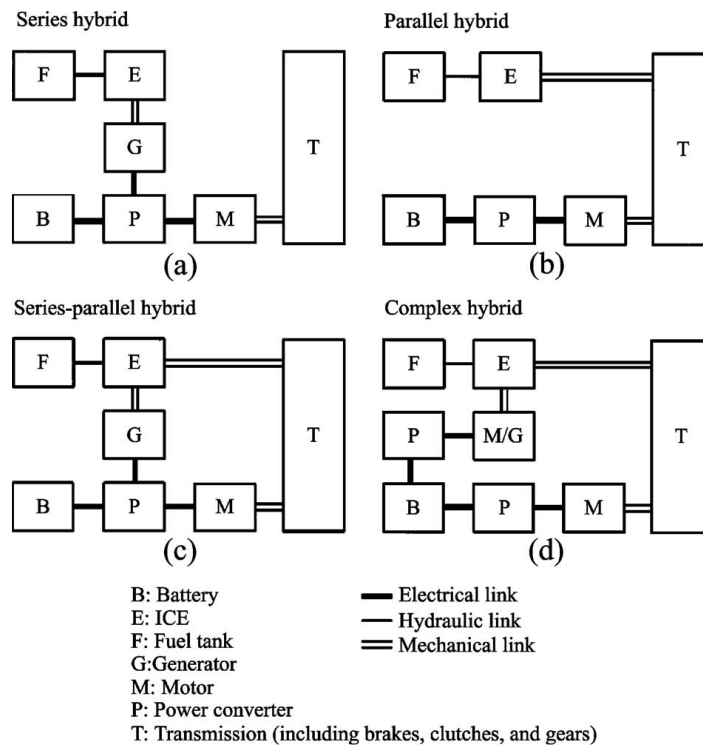 Series hybrid
F E
G
T
B P M
(a)
Parallel hybrid
F E
T
B P M
(b)
Series-parallel hybrid
F E
G
T
B P M
(c)
Complex hybrid
F E
P M/G
T
B P M
(d)
B: Battery
E: ICE
F: Fuel tank
G:Generator
M: Motor
P: Power converter
T: Transmission (including brakes, clutches, and gears)
Electrical link
Hydraulic link
Mechanical link